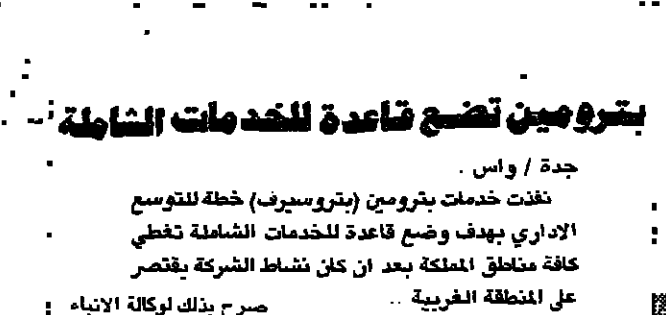 بترومين تضع قاعدة للخدمات الشاملة
جدة / واس .
نفذت خدمات بترومين (بتروسيرف) خطة للتوسع
الاداري بهدف وضع قاعدة للخدمات الشاملة تغطي
كافة مناطق المملكة بعد ان كان نشاط الشركة يقتصر
على المنطقة الغربية ..
صرح بذلك لوكالة الانباء